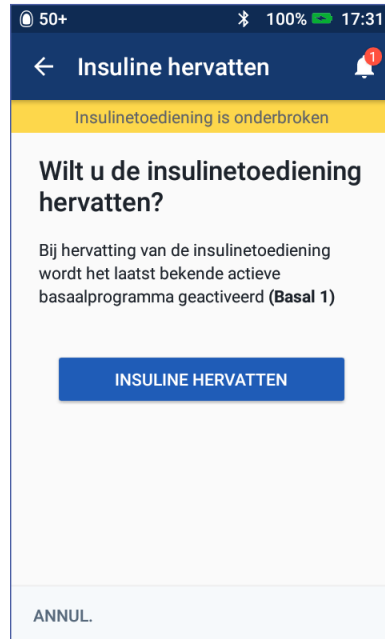 50+ 100% 17:31
Insuline hervatten 1
Insulinetoediening is onderbroken
Wilt u de insulinetoediening
hervatten?
Bij hervatting van de insulinetoediening
wordt het laatst bekende actieve
basaalprogramma geactiveerd (Basal 1)
INSULINE HERVATTEN
ANNUL.